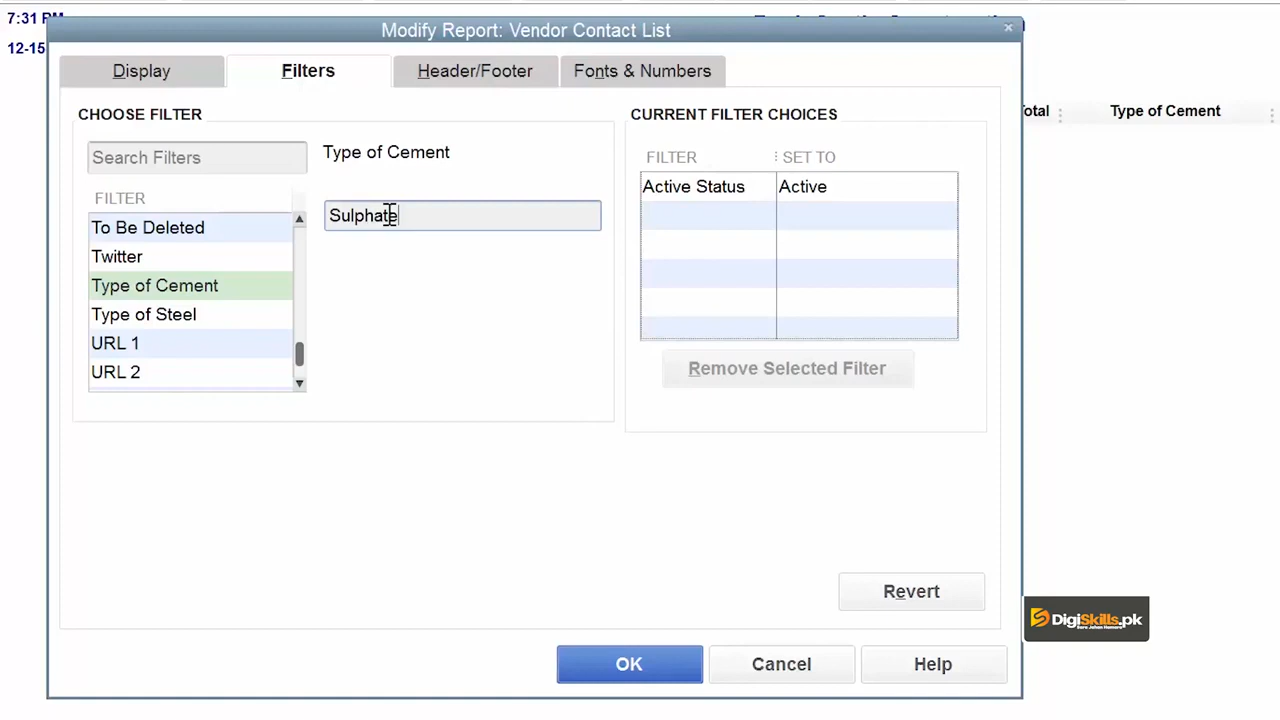 7:31 PM
12-15
Modify Report: Vendor Contact List
Display
Filters
Header/Footer
Fonts & Numbers
CHOOSE FILTER
Search Filters
FILTER
To Be Deleted
Twitter
Type of Cement
Type of Steel
URL 1
URL 2
Type of Cement
Sulphate
CURRENT FILTER CHOICES
FILTER SET TO
Active Status Active
Remove Selected Filter
Revert
OK
Cancel
Help
otal
Type of Cement
DigiSkills.pk